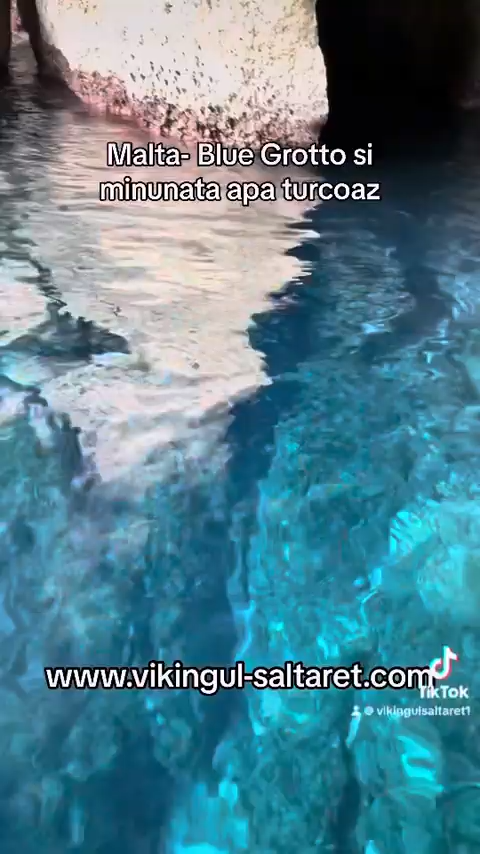 Malta- Blue Grotto si
minunata apa turcoaz
www.vikingul-saltaret.com
TikTok
@ vikingulsaltaret1